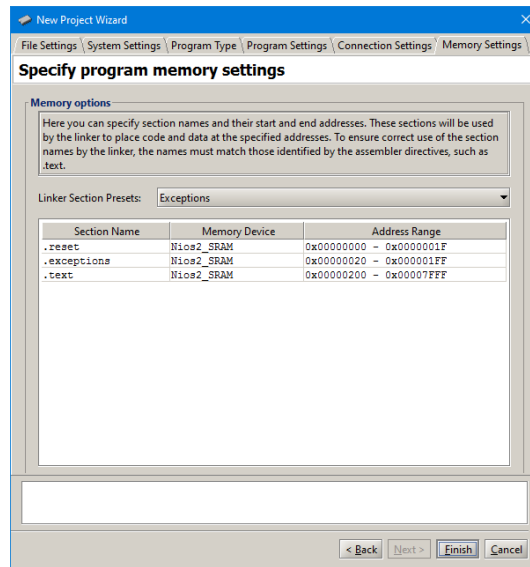 New Project Wizard
File Settings System Settings Program Type Program Settings Connection Settings Memory Settings
Specify program memory settings
Memory options
Here you can specify section names and their start and end addresses. These sections will be used
by the linker to place code and data at the specified addresses. To ensure correct use of the section
names by the linker, the names must match those identified by the assembler directives, such as
.text.
Linker Section Presets: Exceptions
Section Name Memory Device Address Range
.reset Nios2_SRAM 0x00000000 - 0x0000001F
.exceptions Nios2_SRAM 0x00000020 - 0x000001FF
.text Nios2_SRAM 0x00000200 - 0x00007FFF
< Back Next > Finish Cancel